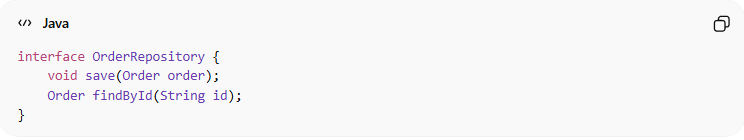 Java
interface OrderRepository {
    void save(Order order);
    Order findById(String id);
}